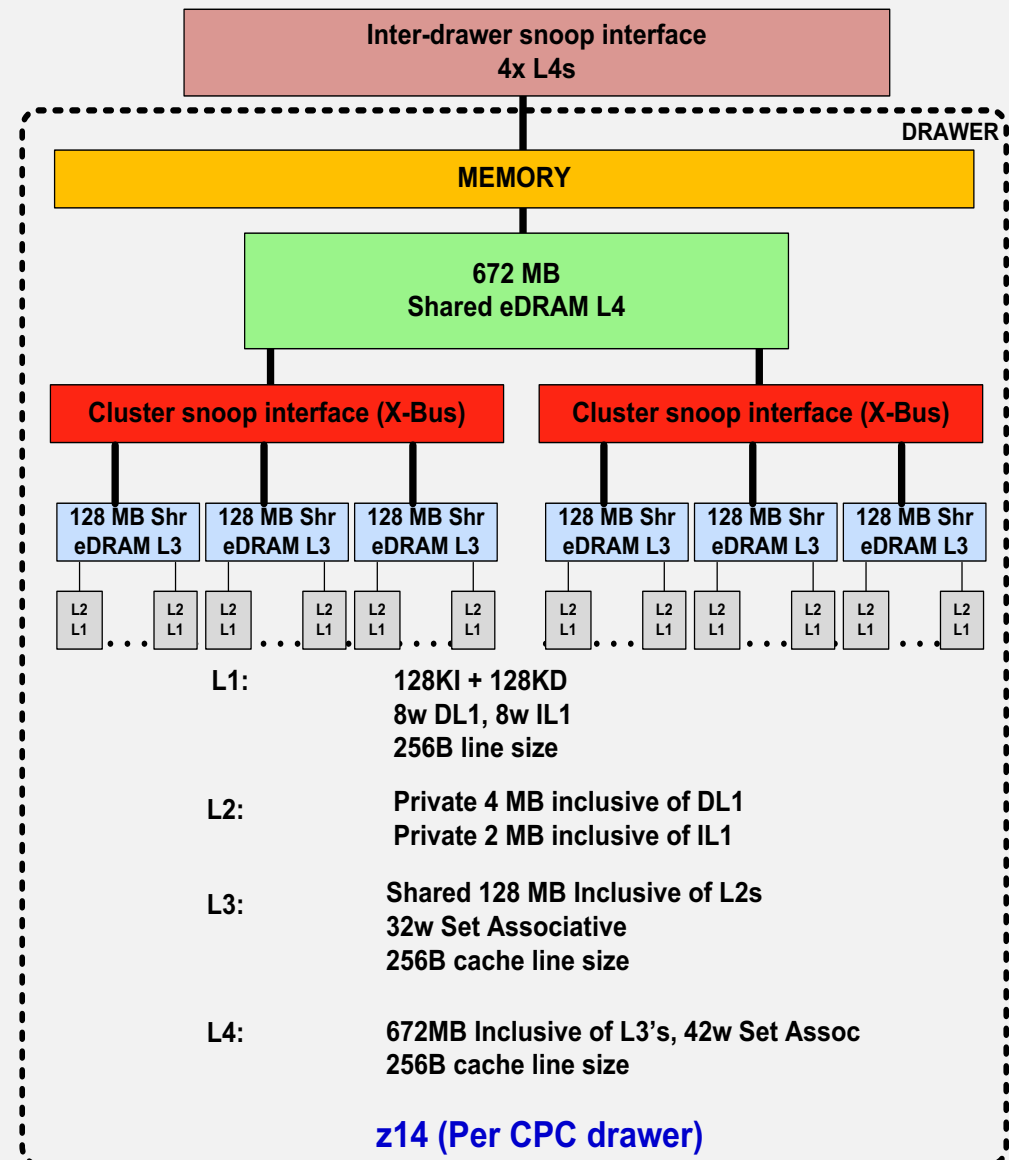 Inter-drawer snoop interface
4x L4s
DRAWER
MEMORY
672 MB
Shared eDRAM L4
Cluster snoop interface (X-Bus)
Cluster snoop interface (X-Bus)
128 MB Shr
eDRAM L3
128 MB Shr
eDRAM L3
128 MB Shr
eDRAM L3
128 MB Shr
eDRAM L3
128 MB Shr
eDRAM L3
128 MB Shr
eDRAM L3
L2
L1
L2
L1
L2
L1
L2
L1
L2
L1
L2
L1
L2
L1
L2
L1
L2
L1
L2
L1
L2
L1
L2
L1
L1:
128KI + 128KD
8w DL1, 8w IL1
256B line size
L2:
Private 4 MB inclusive of DL1
Private 2 MB inclusive of IL1
L3:
Shared 128 MB Inclusive of L2s
32w Set Associative
256B cache line size
L4:
672MB Inclusive of L3's, 42w Set Assoc
256B cache line size
z14 (Per CPC drawer)